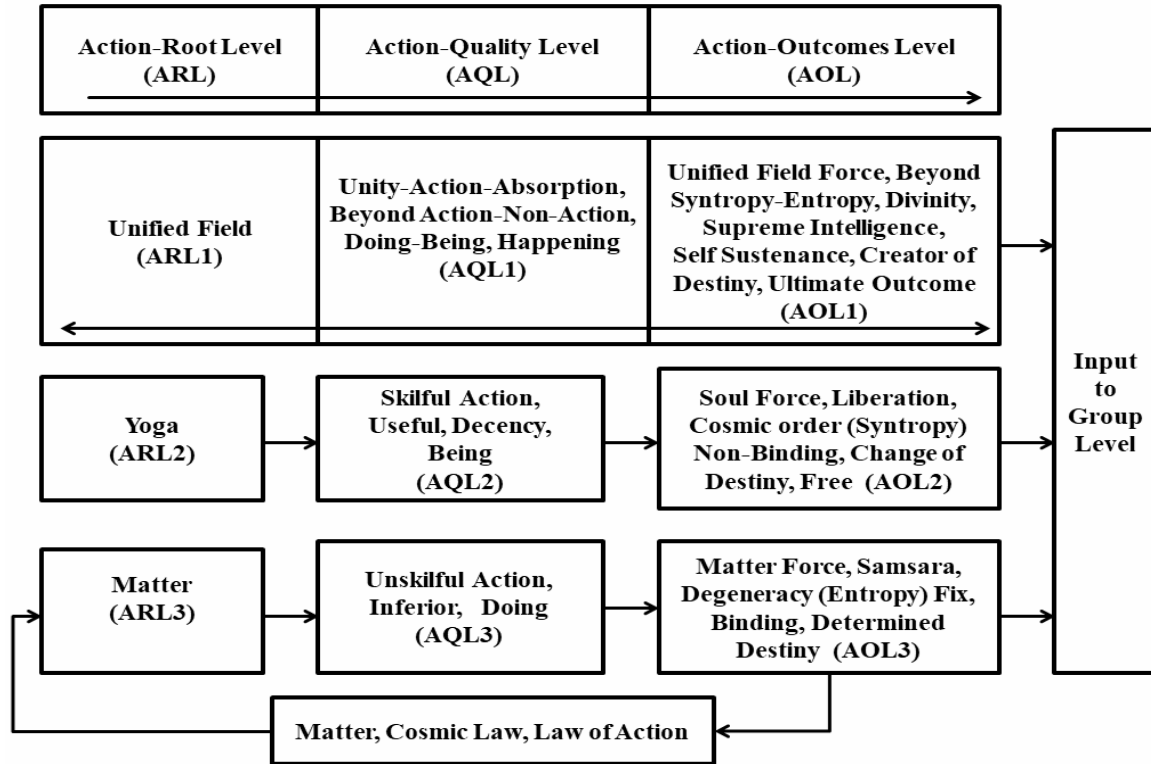 Action-Root Level
(ARL)
Action-Quality Level
(AQL)
Action-Outcomes Level
(AOL)
Unified Field
(ARL1)
Unity-Action-Absorption,
Beyond Action-Non-Action,
Doing-Being, Happening
(AQL1)
Unified Field Force, Beyond
Syntropy-Entropy, Divinity,
Supreme Intelligence,
Self Sustenance, Creator of
Destiny, Ultimate Outcome
(AOL1)
Yoga
(ARL2)
Skilful Action,
Useful, Decency,
Being
(AQL2)
Soul Force, Liberation,
Cosmic order (Syntropy)
Non-Binding, Change of
Destiny, Free (AOL2)
Matter
(ARL3)
Unskilful Action,
Inferior, Doing
(AQL3)
Matter Force, Samsara,
Degeneracy (Entropy) Fix,
Binding, Determined
Destiny (AOL3)
Input
to
Group
Level
Matter, Cosmic Law, Law of Action